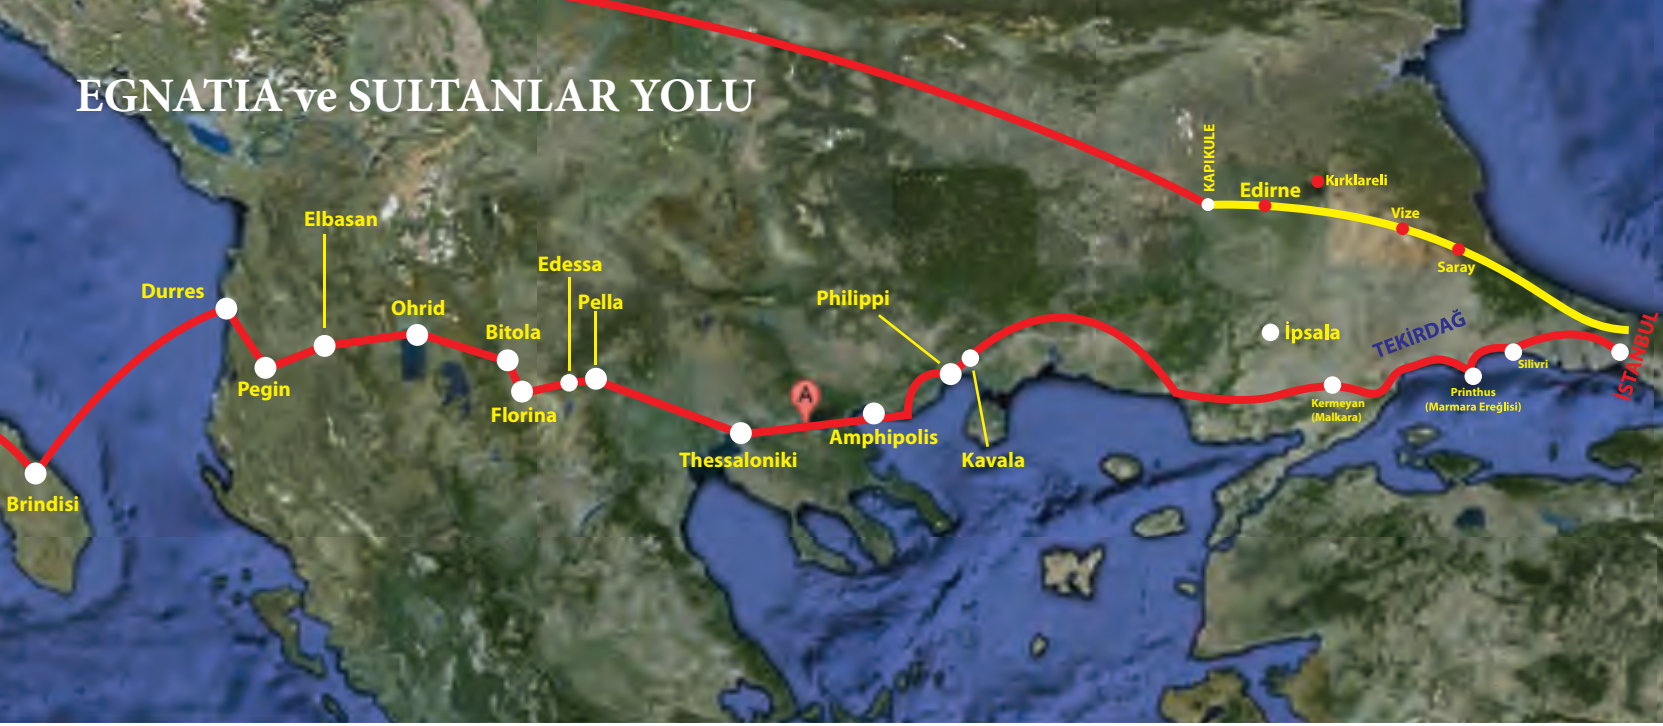 EGNATIA ve SULTANLAR YOLU
KAPIKULE
Edirne
Kırklareli
Vize
Saray
Elbasan
Edessa
Durres
Ohrid
Pella
Philippi
Bitola
İpsala
TEKİRDAĞ
İSTANBUL
Pegin
Florina
A
Silivri
Printhus
(Marmara Ereğlisi)
Kermeyan
(Malkara)
Amphipolis
Thessaloniki
Kavala
Brindisi